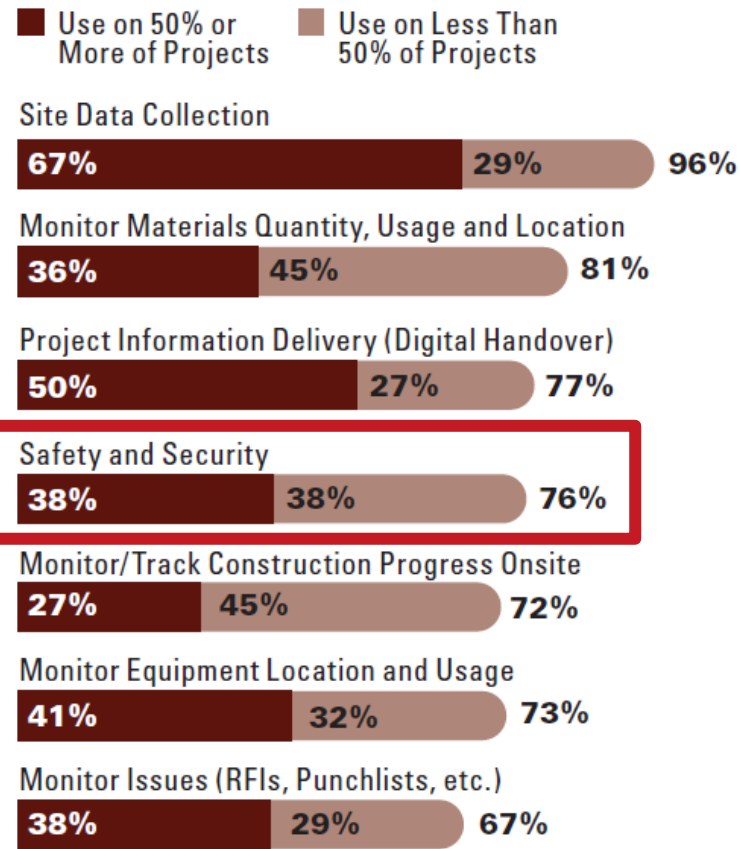 Use on 50% or
More of Projects
Use on Less Than
50% of Projects
Site Data Collection
67% 29% 96%
Monitor Materials Quantity, Usage and Location
36% 45% 81%
Project Information Delivery (Digital Handover)
50% 27% 77%
Safety and Security
38% 38% 76%
Monitor/Track Construction Progress Onsite
27% 45% 72%
Monitor Equipment Location and Usage
41% 32% 73%
Monitor Issues (RFIs, Punchlists, etc.)
38% 29% 67%